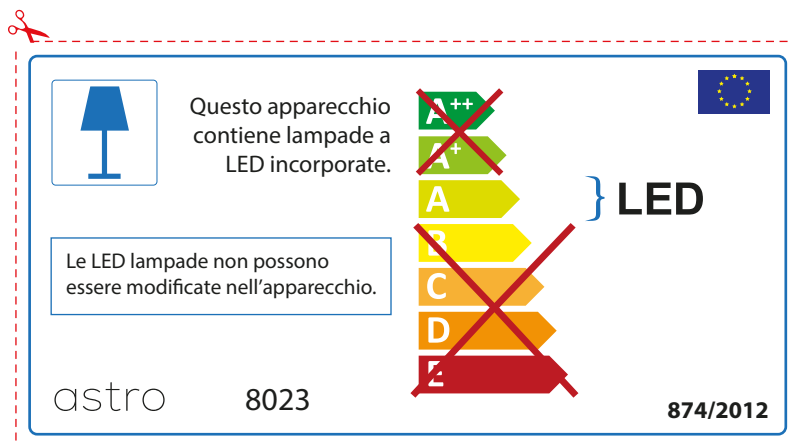 Questo apparecchio
contiene lampade a
LED incorporate.
Le LED lampade non possono
essere modificate nell'apparecchio.
A++
A+
A
B
C
D
E
LED
astro
8023
874/2012